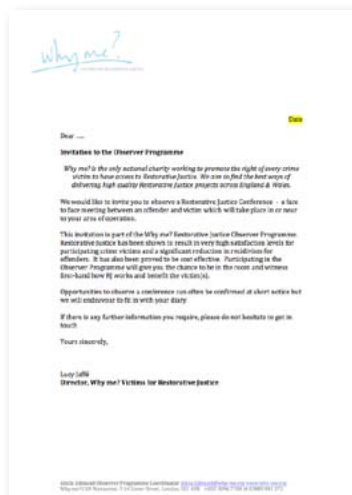 why me?
Date
Dear ....
Invitation to the Observer Programme
Why me? is the only national charity working to promote the right of every crime
victim to have access to Restorative Justice. We aim to find the best ways of
delivering high quality Restorative Justice projects across England & Wales.
We would like to invite you to observe a Restorative Justice Conference - a face
to face meeting between an offender and victim which will take place in or near
to your area of operation.
This invitation is part of the Why me? Restorative Justice Observer Programme.
Restorative Justice has been shown to result in very high satisfaction levels for
participating crime victims and a significant reduction in recidivism for
offenders. It has also been proved to be cost effective. Participating in the
Observer Programme will give you the chance to be in the room and witness
first-hand how RJ works and benefit the victim(s).
Opportunities to observe a conference can often be confirmed at short notice but
we will endeavour to fit in with your diary.
If there is any further information you require, please do not hesitate to get in
touch
Yours sincerely,
Lucy Jaffé
Director, Why me? Victims for Restorative Justice
Observer Programme Coordinator